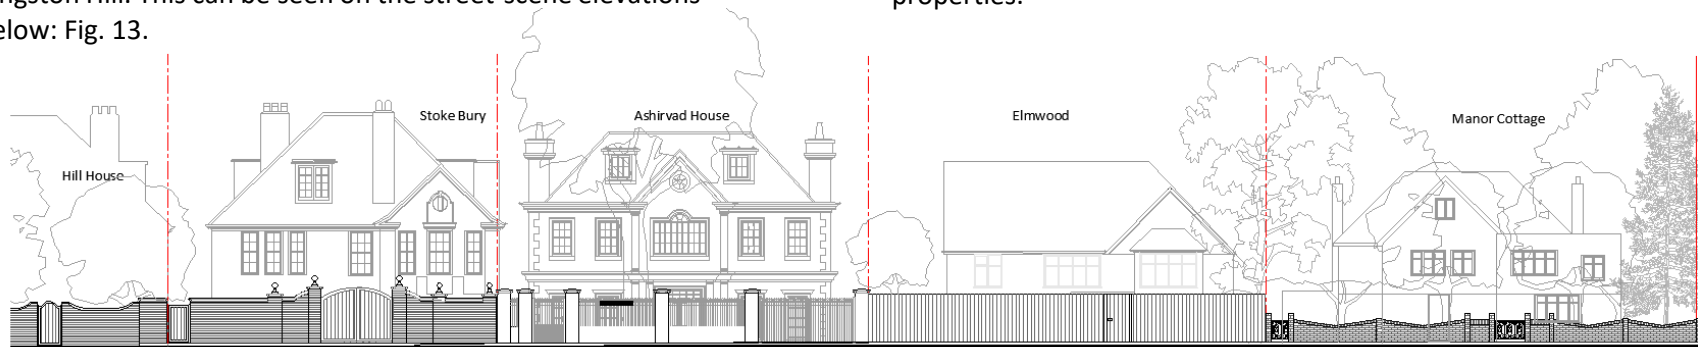 ngston Hill. This can be seen on the street-scene elevations
elow: Fig. 13.
properties.
Hill House
Stoke Bury
Ashirvad House
Elmwood
Manor Cottage